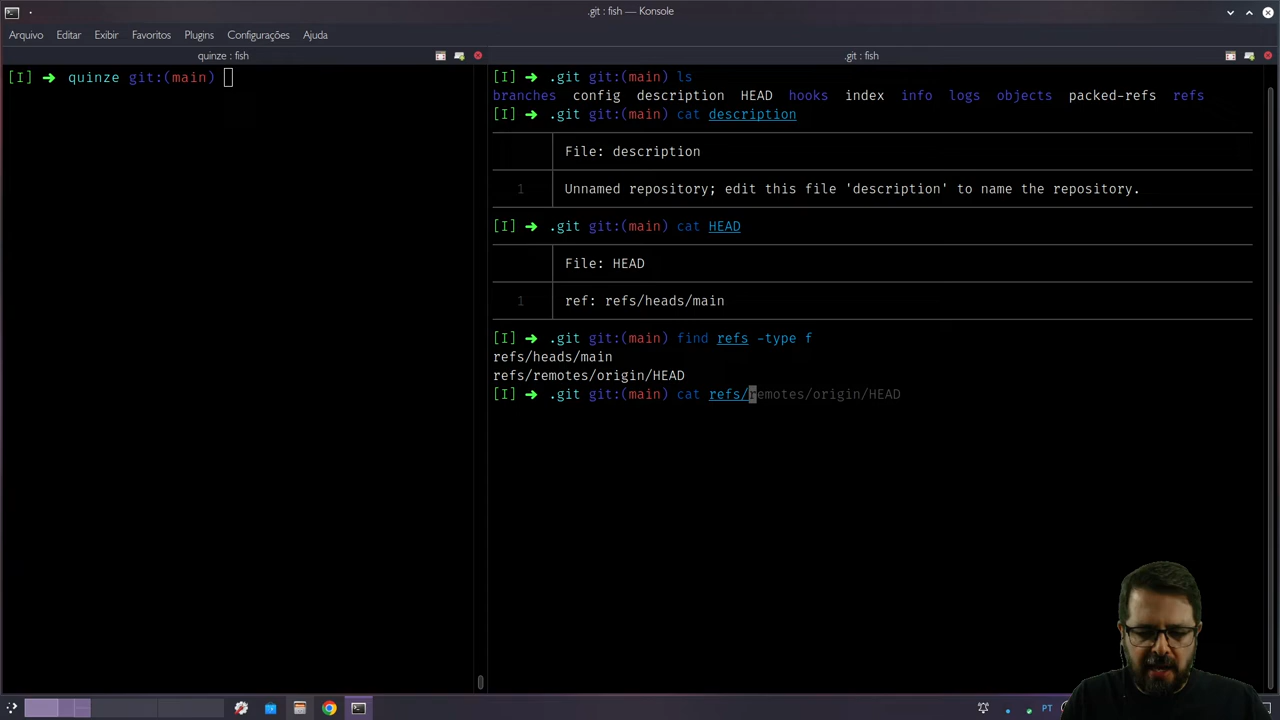 .git : fish — Konsole
Arquivo Editar Exibir Favoritos Plugins Configurações Ajuda
quinze : fish
[I] ➜ quinze git:(main)
.git : fish
[I] ➜ .git git:(main) ls
branches config description HEAD hooks index info logs objects packed-refs refs
[I] ➜ .git git:(main) cat description
File: description
1 Unnamed repository; edit this file 'description' to name the repository.
[I] ➜ .git git:(main) cat HEAD
File: HEAD
1 ref: refs/heads/main
[I] ➜ .git git:(main) find refs -type f
refs/heads/main
refs/remotes/origin/HEAD
[I] ➜ .git git:(main) cat refs/remotes/origin/HEAD
PT